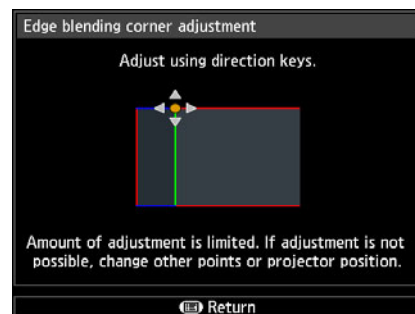 Edge blending corner adjustment
Adjust using direction keys.
Amount of adjustment is limited. If adjustment is not
possible, change other points or projector position.
Return